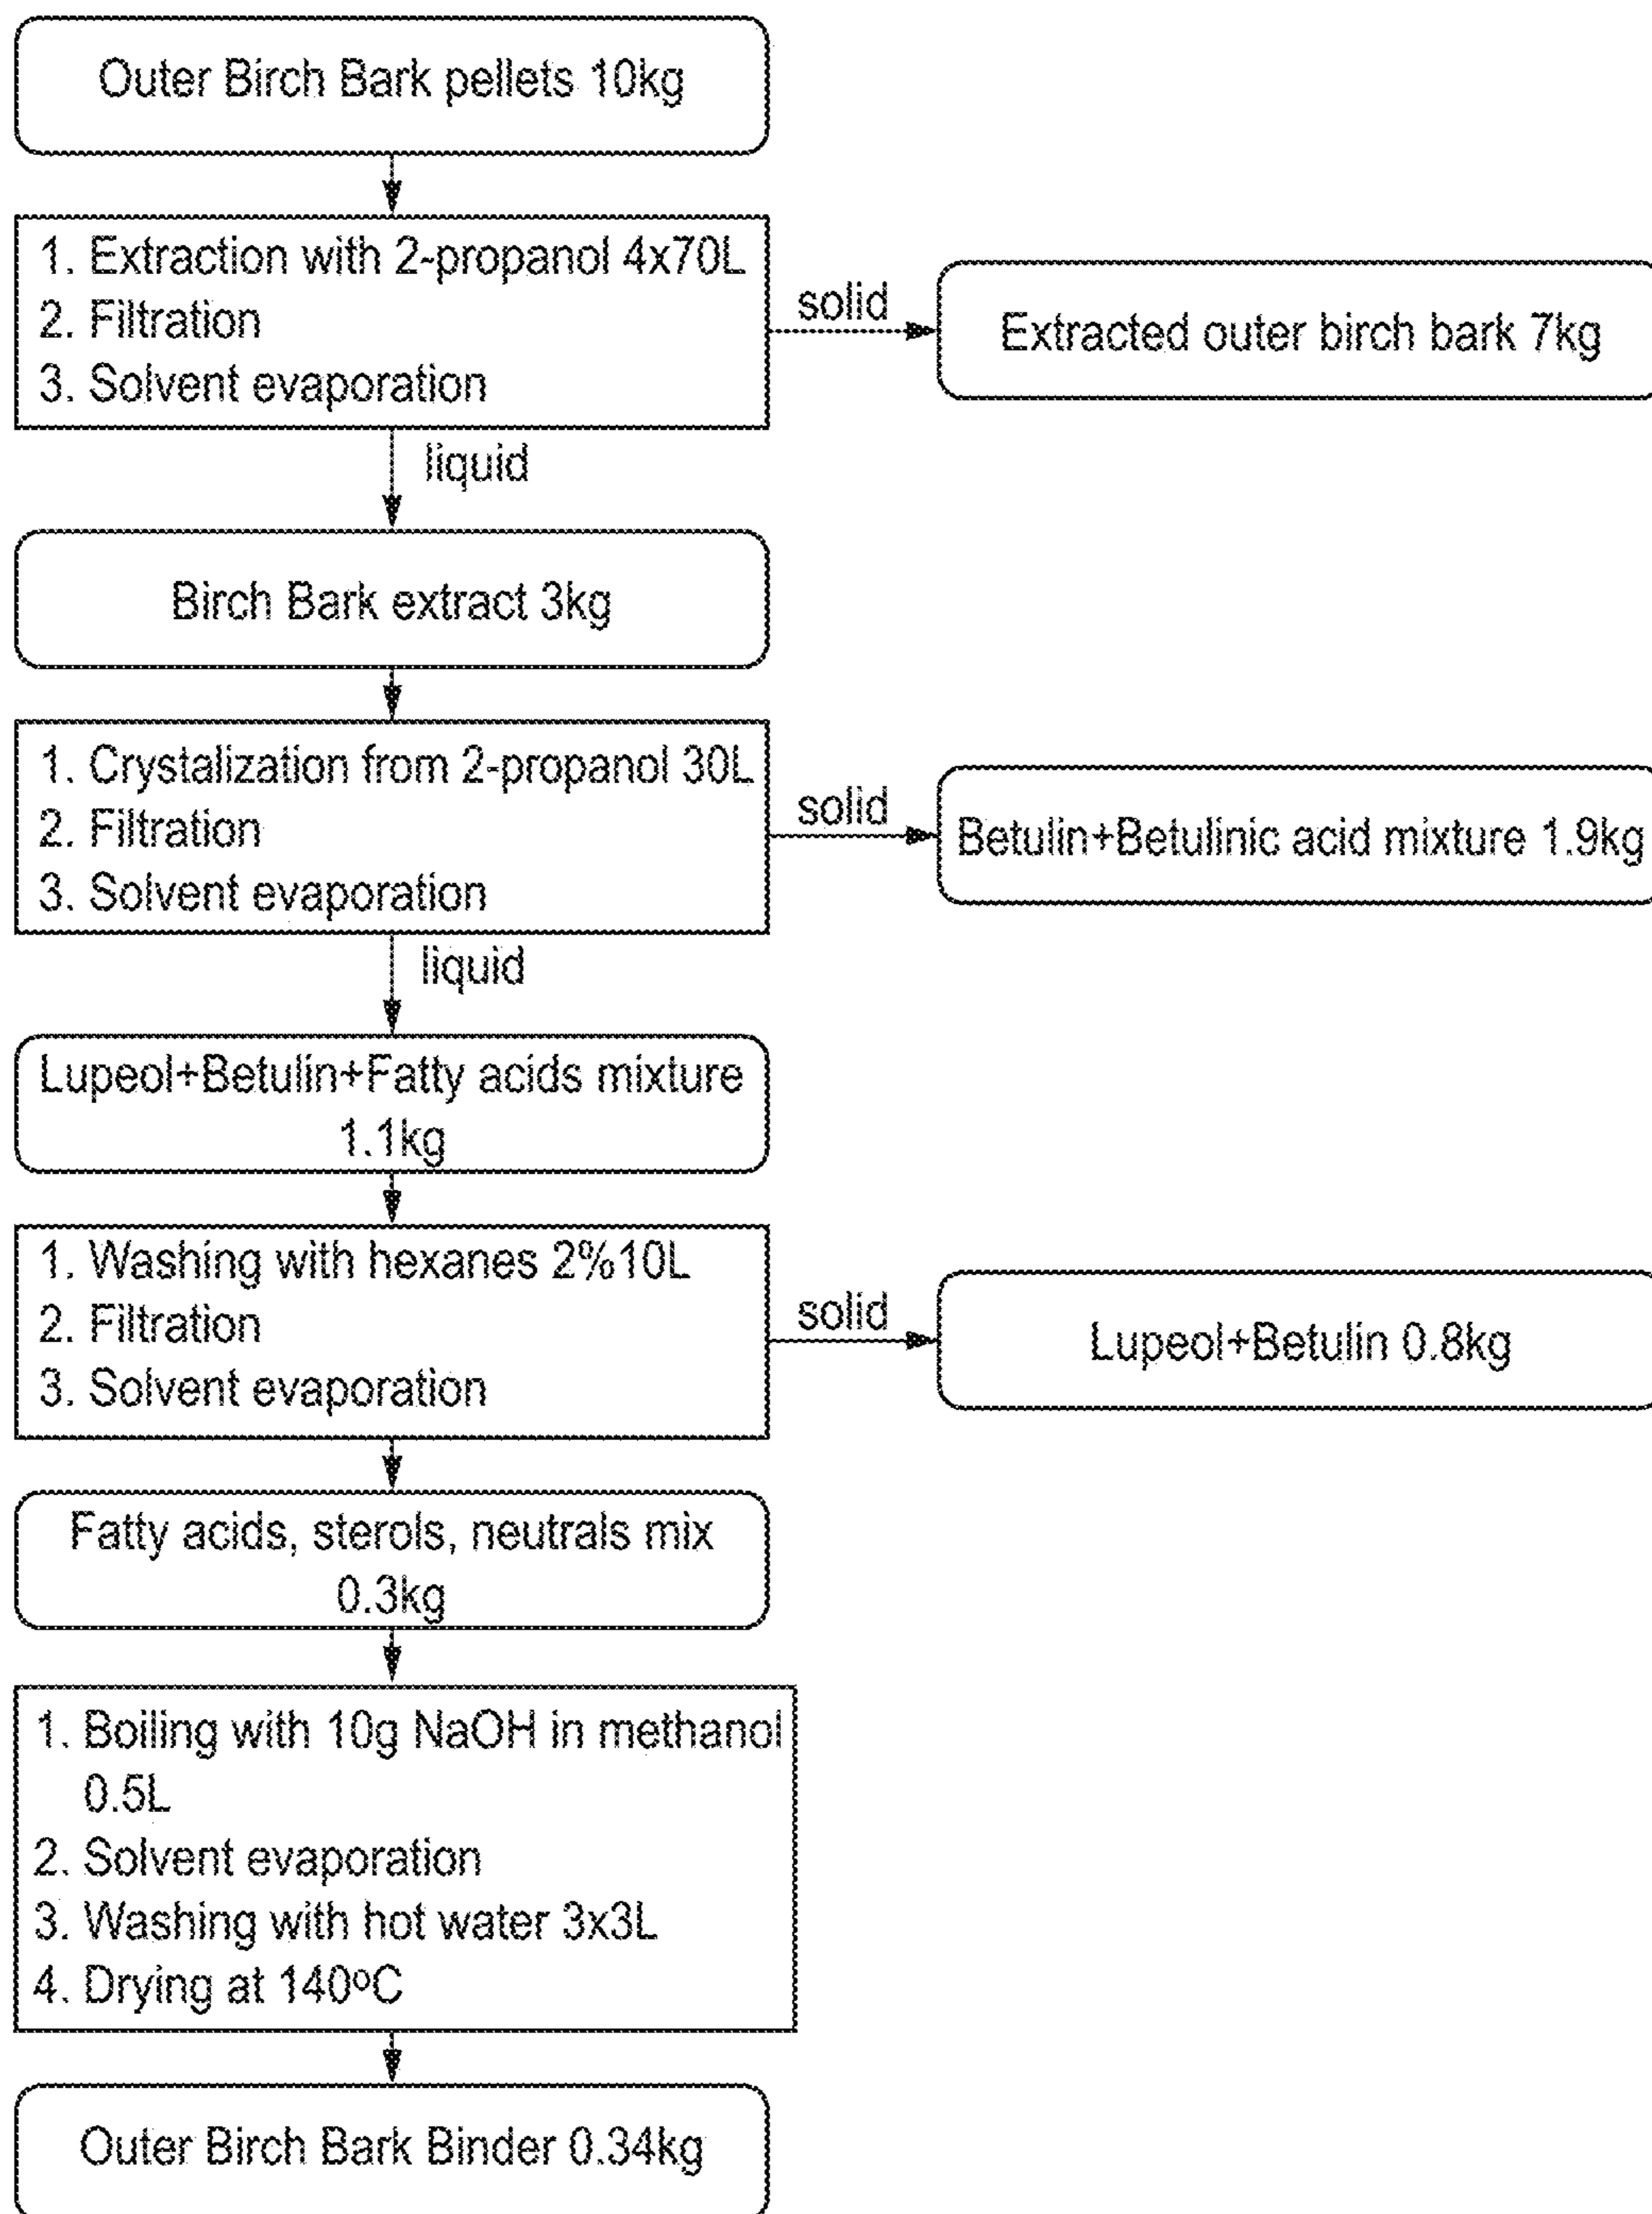 Outer Birch Bark pellets 10kg
1. Extraction with 2-propanol 4x70L
2. Filtration
3. Solvent evaporation
solid
Extracted outer birch bark 7kg
liquid
Birch Bark extract 3kg
1. Crystalization from 2-propanol 30L
2. Filtration
3. Solvent evaporation
solid
Betulin+Betulinic acid mixture 1.9kg
liquid
Lupeol+Betulin+Fatty acids mixture
1.1kg
1. Washing with hexanes 2%10L
2. Filtration
3. Solvent evaporation
solid
Lupeol+Betulin 0.8kg
Fatty acids, sterols, neutrals mix
0.3kg
1. Boiling with 10g NaOH in methanol
0.5L
2. Solvent evaporation
3. Washing with hot water 3x3L
4. Drying at 140ºC
Outer Birch Bark Binder 0.34kg